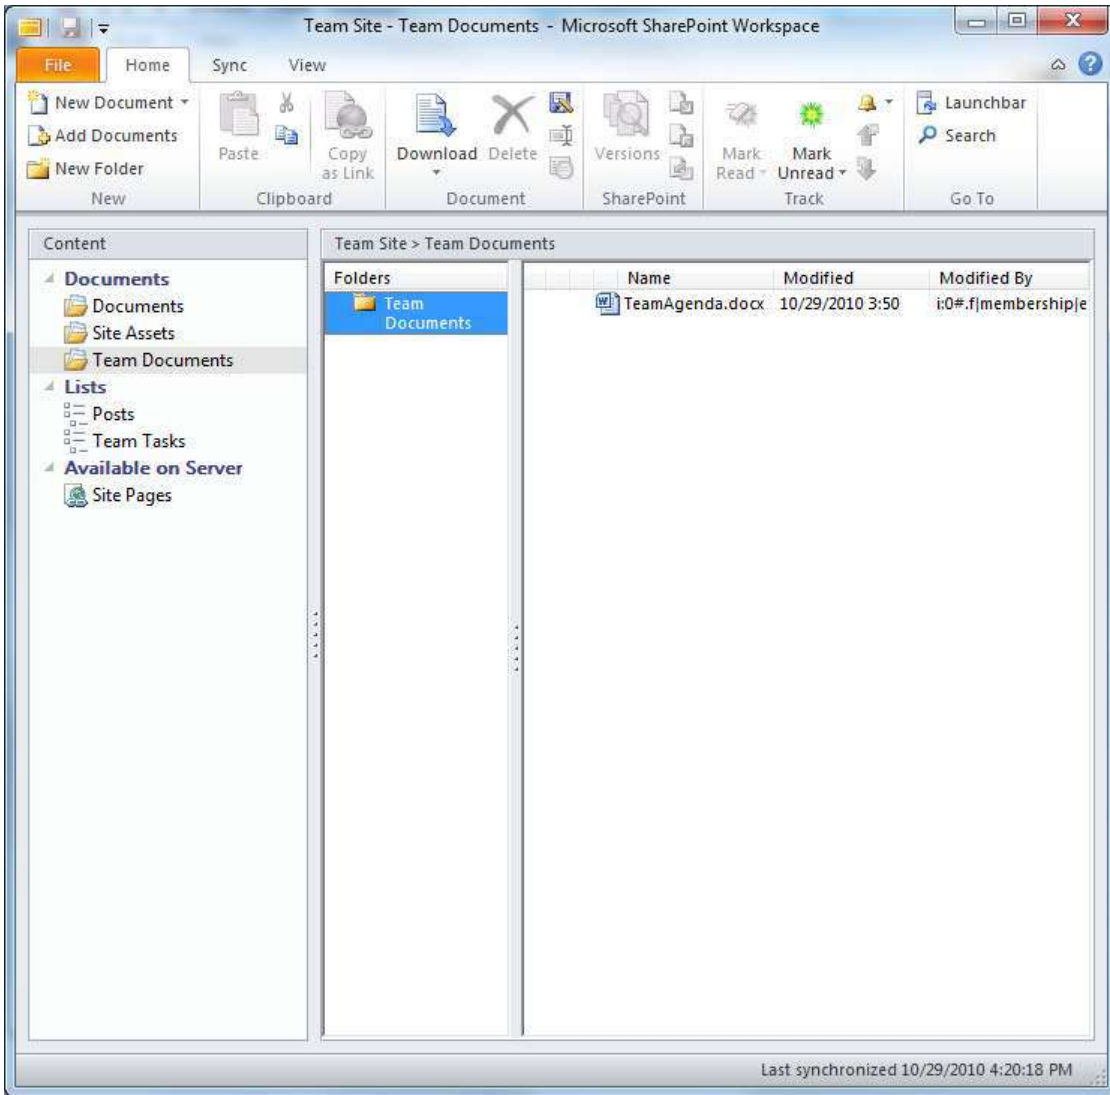 Team Site - Team Documents - Microsoft SharePoint Workspace
File Home Sync View
New Document
Add Documents
New Folder
New
Paste
Clipboard
Copy
as Link
Download Delete
Document
Versions
SharePoint
Mark
Read
Mark
Unread
Track
Launchbar
Search
Go To
Content
Documents
Documents
Site Assets
Team Documents
Lists
Posts
Team Tasks
Available on Server
Site Pages
Team Site > Team Documents
Folders
Team
Documents
Name Modified Modified By
TeamAgenda.docx 10/29/2010 3:50 i:0#.f|membership|e
Last synchronized 10/29/2010 4:20:18 PM